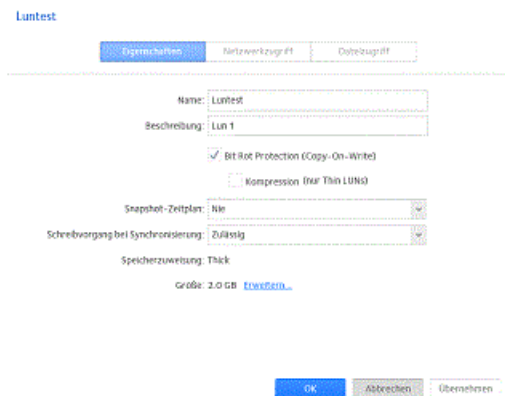 Luntest
Eigenschaften Netzwerkzugriff Dateizugriff
Name: Luntest
Beschreibung: Lun 1
Bit Rot Protection (Copy-On-Write)
Kompression (nur Thin LUNs)
Snapshot-Zeitplan: Nie
Schreibvorgang bei Synchronisierung: Zulässig
Speicherzuweisung: Thick
Größe: 2.0 GB Erweitern...
OK Abbrechen Übernehmen